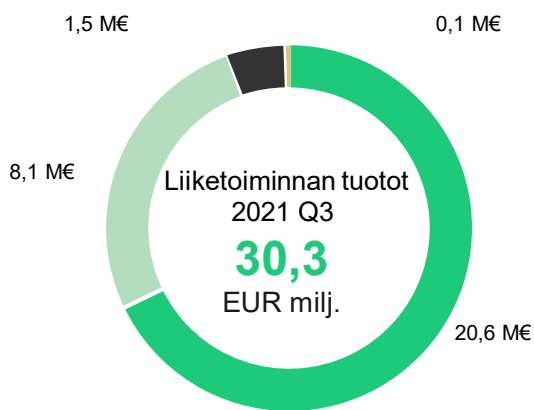 1,5 M€
0,1 M€
8,1 M€
Liiketoiminnan tuotot
2021 Q3
30,3
EUR milj.
20,6 M€